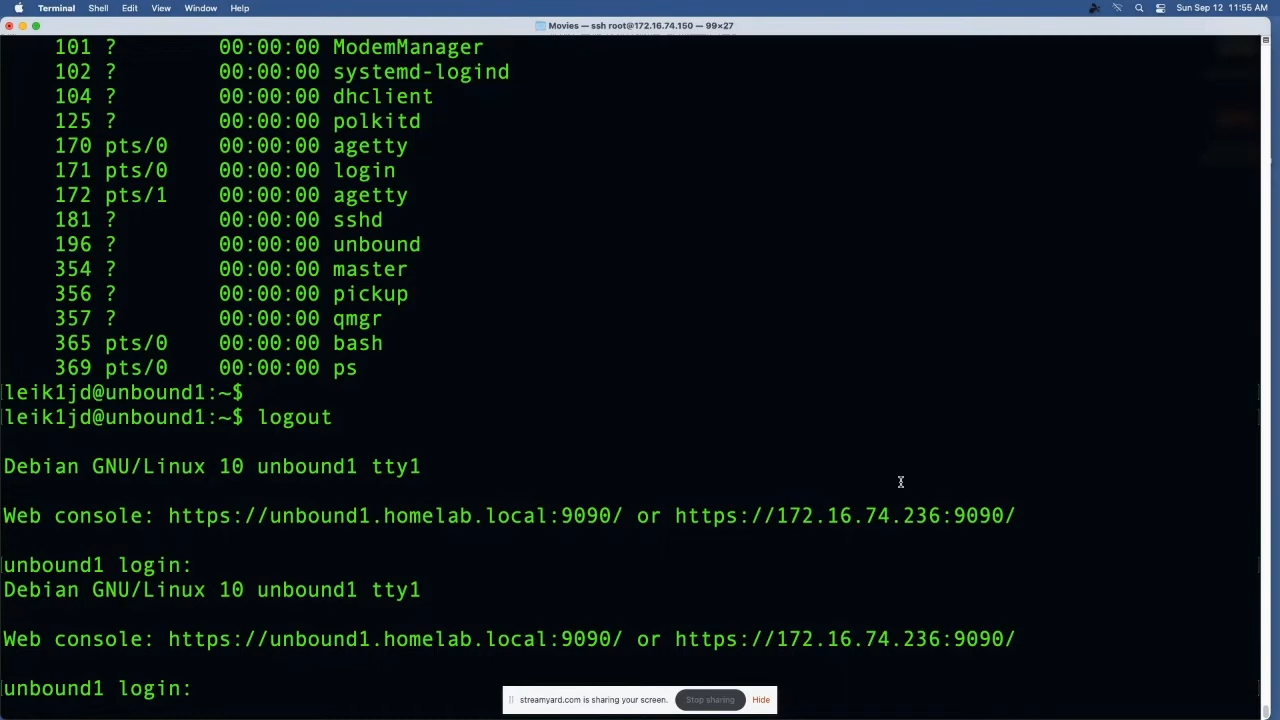 Terminal Shell Edit View Window Help Sun Sep 12 11:55 AM
Movies — ssh root@172.16.74.150 — 99×27
101 ? 00:00:00 ModemManager
102 ? 00:00:00 systemd-logind
104 ? 00:00:00 dhclient
125 ? 00:00:00 polkitd
170 pts/0 00:00:00 agetty
171 pts/0 00:00:00 login
172 pts/1 00:00:00 agetty
181 ? 00:00:00 sshd
196 ? 00:00:00 unbound
354 ? 00:00:00 master
356 ? 00:00:00 pickup
357 ? 00:00:00 qmgr
365 pts/0 00:00:00 bash
369 pts/0 00:00:00 ps
leik1jd@unbound1:~$
leik1jd@unbound1:~$ logout
Debian GNU/Linux 10 unbound1 tty1
Web console: https://unbound1.homelab.local:9090/ or https://172.16.74.236:9090/
unbound1 login:
Debian GNU/Linux 10 unbound1 tty1
Web console: https://unbound1.homelab.local:9090/ or https://172.16.74.236:9090/
unbound1 login:
streamyard.com is sharing your screen. Stop sharing Hide